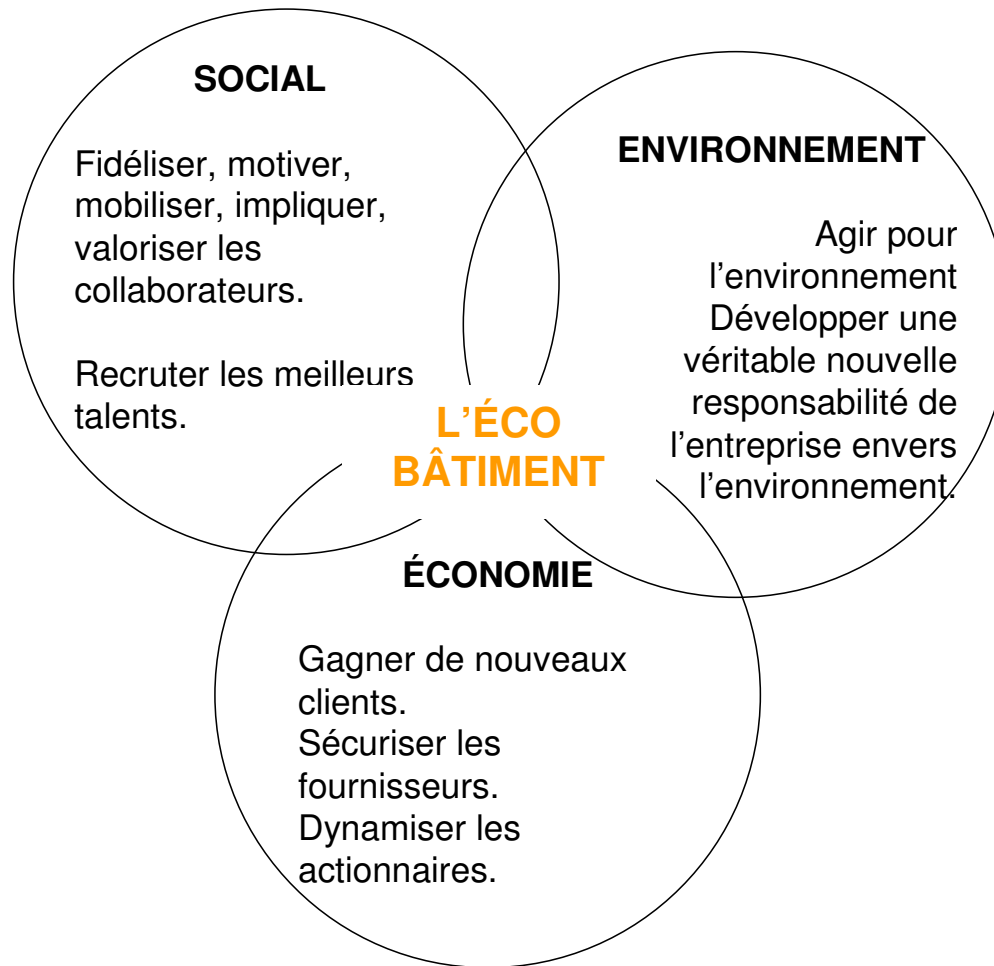 SOCIAL
Fidéliser, motiver,
mobiliser, impliquer,
valoriser les
collaborateurs.
Recruter les meilleurs
talents.
ENVIRONNEMENT
Agir pour
l’environnement
Développer une
véritable nouvelle
responsabilité de
l’entreprise envers
l’environnement.
L’ÉCO
BÂTIMENT
ÉCONOMIE
Gagner de nouveaux
clients.
Sécuriser les
fournisseurs.
Dynamiser les
actionnaires.